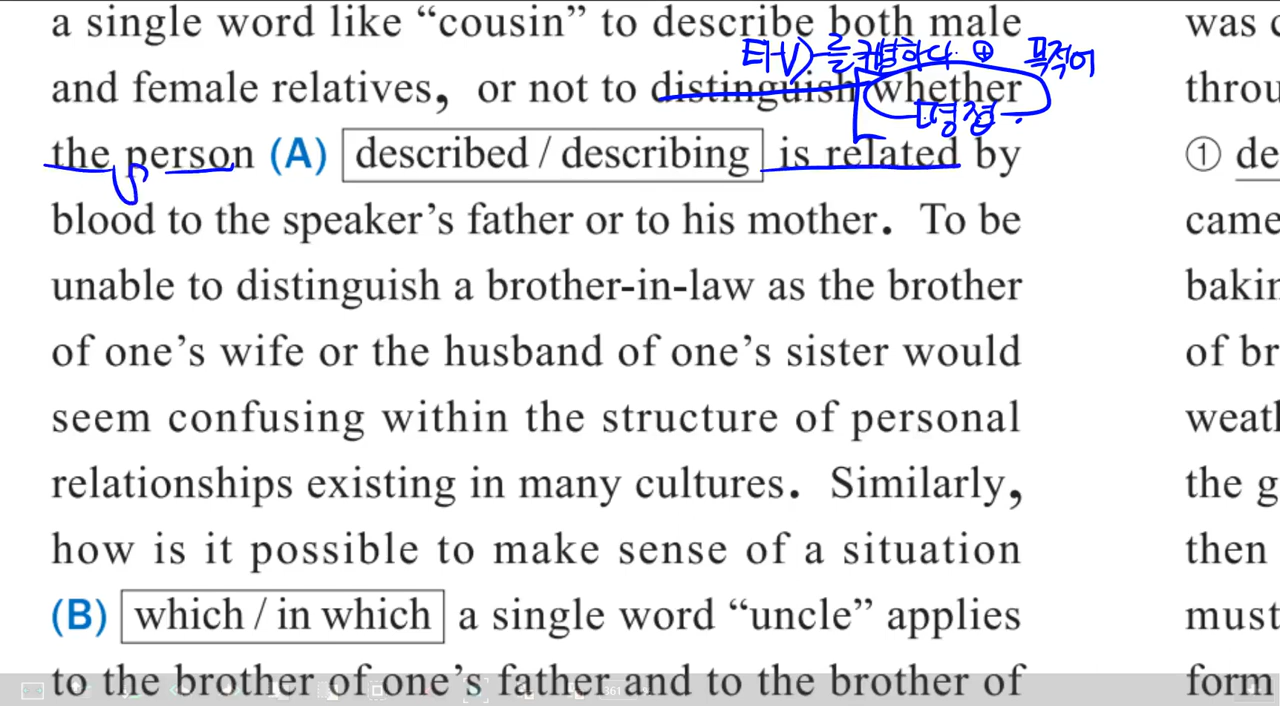 a single word like “cousin” to describe both male
타V)~를 구별하다 ⊕ 목적어
and female relatives, or not to distinguish whether
명접
the person (A) described / describing is related by
S
blood to the speaker’s father or to his mother. To be
unable to distinguish a brother-in-law as the brother
of one’s wife or the husband of one’s sister would
seem confusing within the structure of personal
relationships existing in many cultures. Similarly,
how is it possible to make sense of a situation
(B) which / in which a single word “uncle” applies
to the brother of one’s father and to the brother of
was
throu
① de
came
bakin
of br
weath
the g
then
must
form